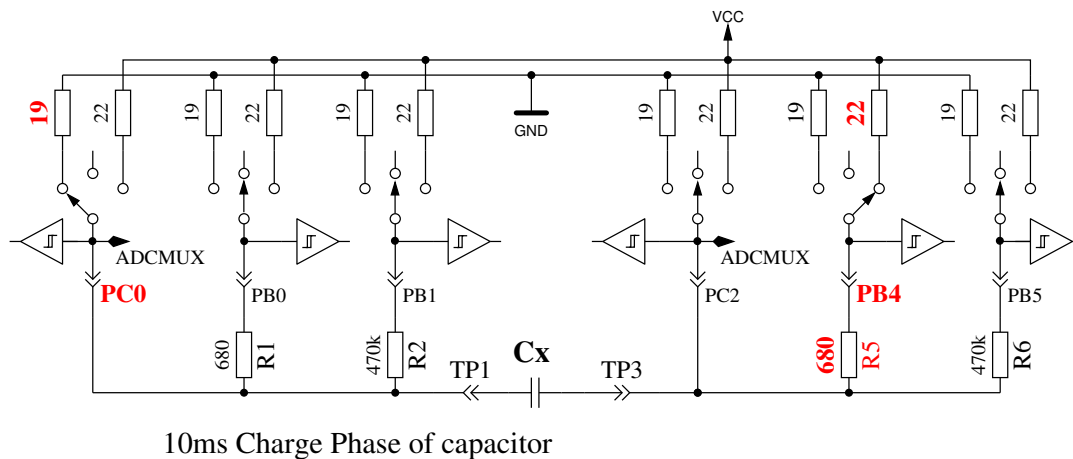 VCC
19 22 19 22 19 22 GND 19 22 19 22 19 22
ADCMUX ADCMUX
PC0 PB0 PB1 PC2 PB4 PB5
680 R1 470k R2 680 R5 470k R6
TP1 Cx TP3
10ms Charge Phase of capacitor